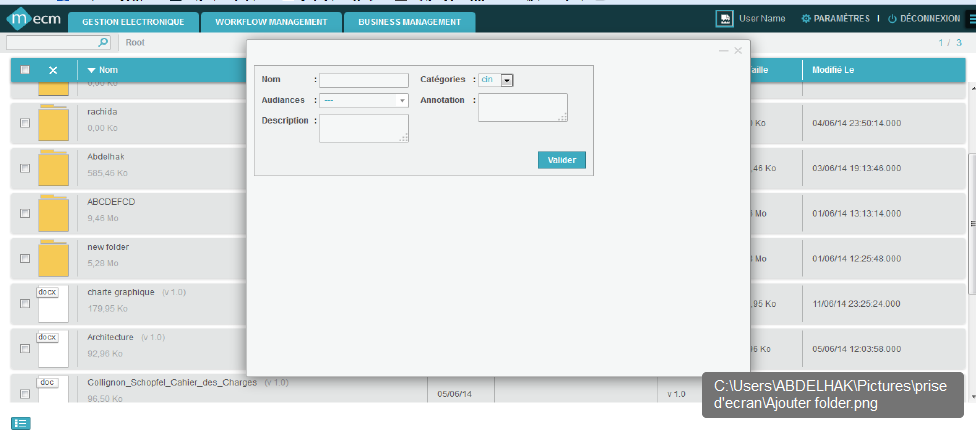 m ecm GESTION ELECTRONIQUE WORKFLOW MANAGEMENT BUSINESS MANAGEMENT User Name PARAMÈTRES I DÉCONNEXION
Root 1 / 3
Nom aille Modifié Le
0,00 Ko
rachida
0,00 Ko Ko 04/06/14 23:50:14.000
Abdelhak
585,46 Ko ,46 Ko 03/06/14 19:13:46.000
ABCDEFCD
9,46 Mo Mo 01/06/14 13:13:14.000
new folder
5,28 Mo Mo 01/06/14 12:25:48.000
docx charte graphique (v 1.0)
179,95 Ko ,95 Ko 11/06/14 23:25:24.000
docx Architecture (v 1.0)
92,96 Ko 96 Ko 05/06/14 12:03:58.000
doc Collignon_Schopfel_Cahier_des_Charges (v 1.0)
96,50 Ko 05/06/14 v 1.0
Nom : Catégories : cin
Audiances : --- Annotation :
Description :
Valider
C:\Users\ABDELHAK\Pictures\prise
d'ecran\Ajouter folder.png